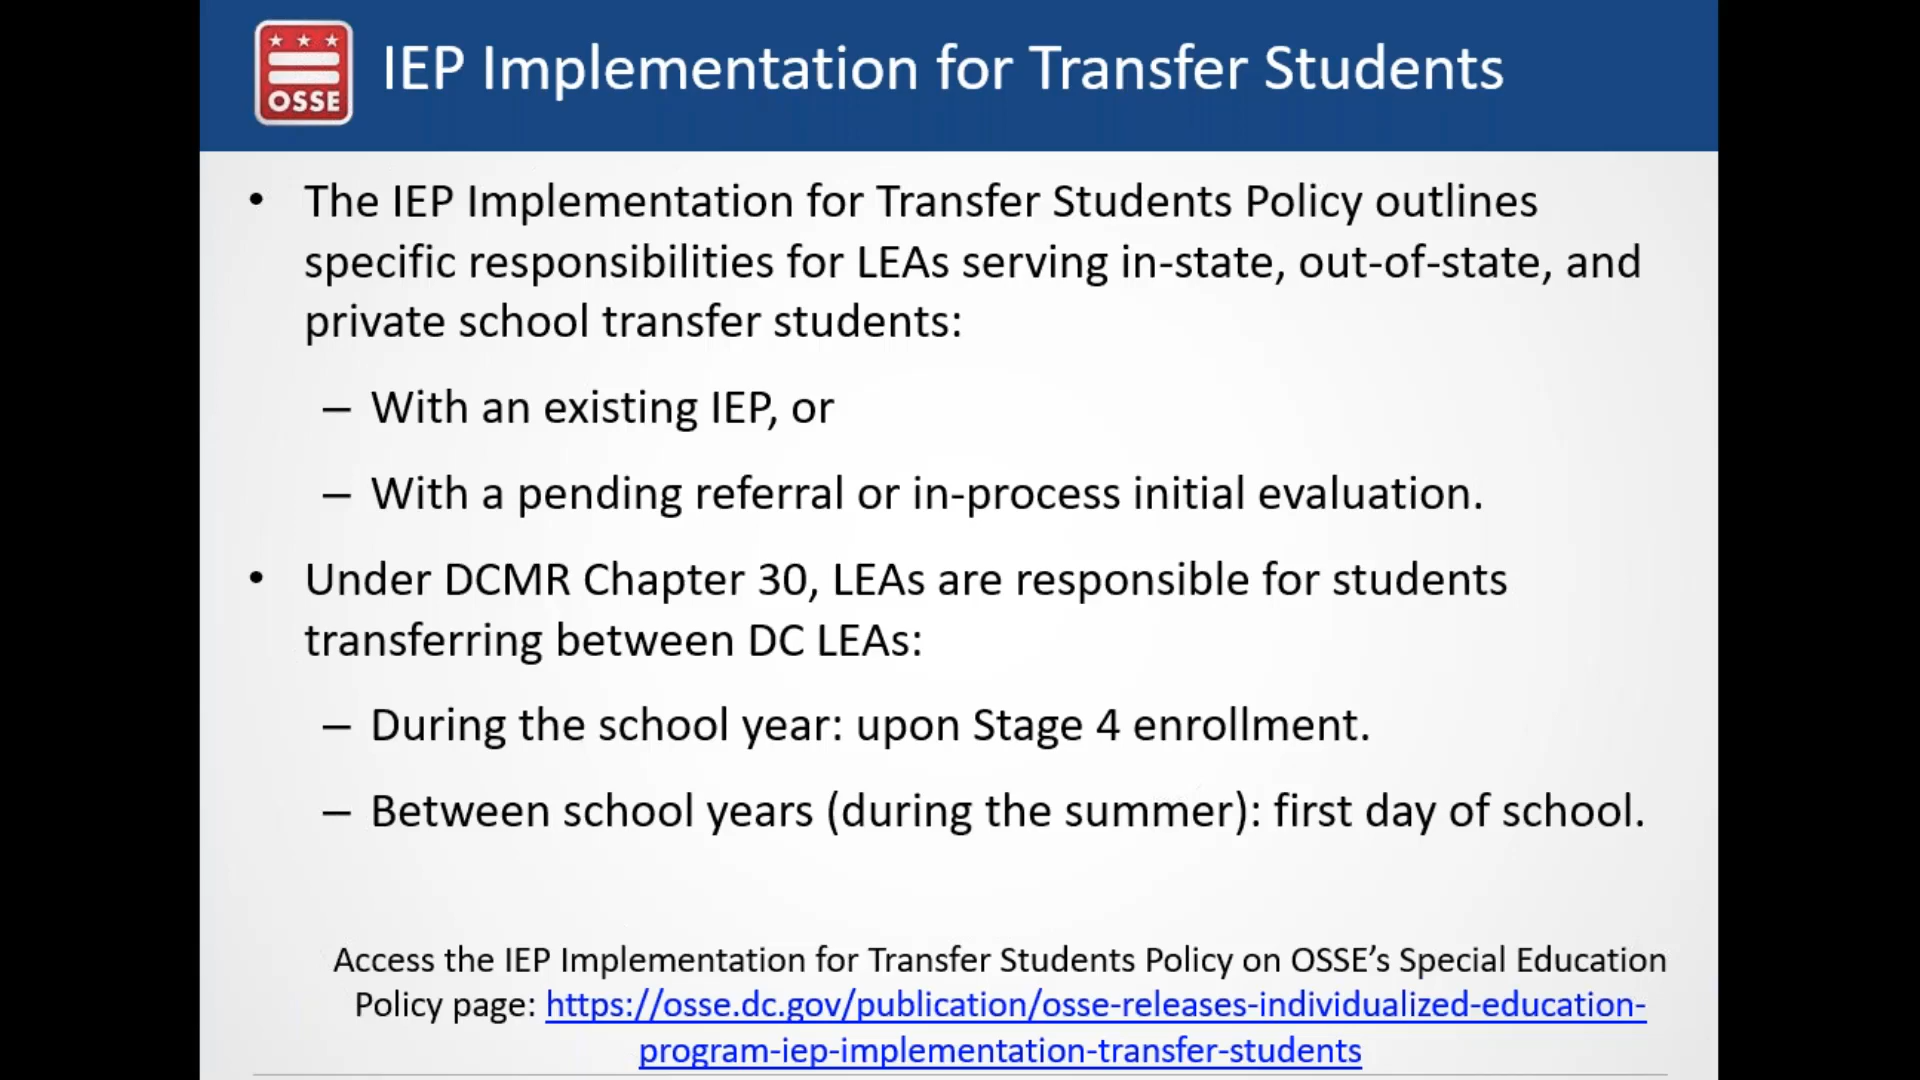 OSSE
IEP Implementation for Transfer Students
• The IEP Implementation for Transfer Students Policy outlines
specific responsibilities for LEAs serving in-state, out-of-state, and
private school transfer students:
– With an existing IEP, or
– With a pending referral or in-process initial evaluation.
• Under DCMR Chapter 30, LEAs are responsible for students
transferring between DC LEAs:
– During the school year: upon Stage 4 enrollment.
– Between school years (during the summer): first day of school.
Access the IEP Implementation for Transfer Students Policy on OSSE’s Special Education
Policy page: https://osse.dc.gov/publication/osse-releases-individualized-education-
program-iep-implementation-transfer-students